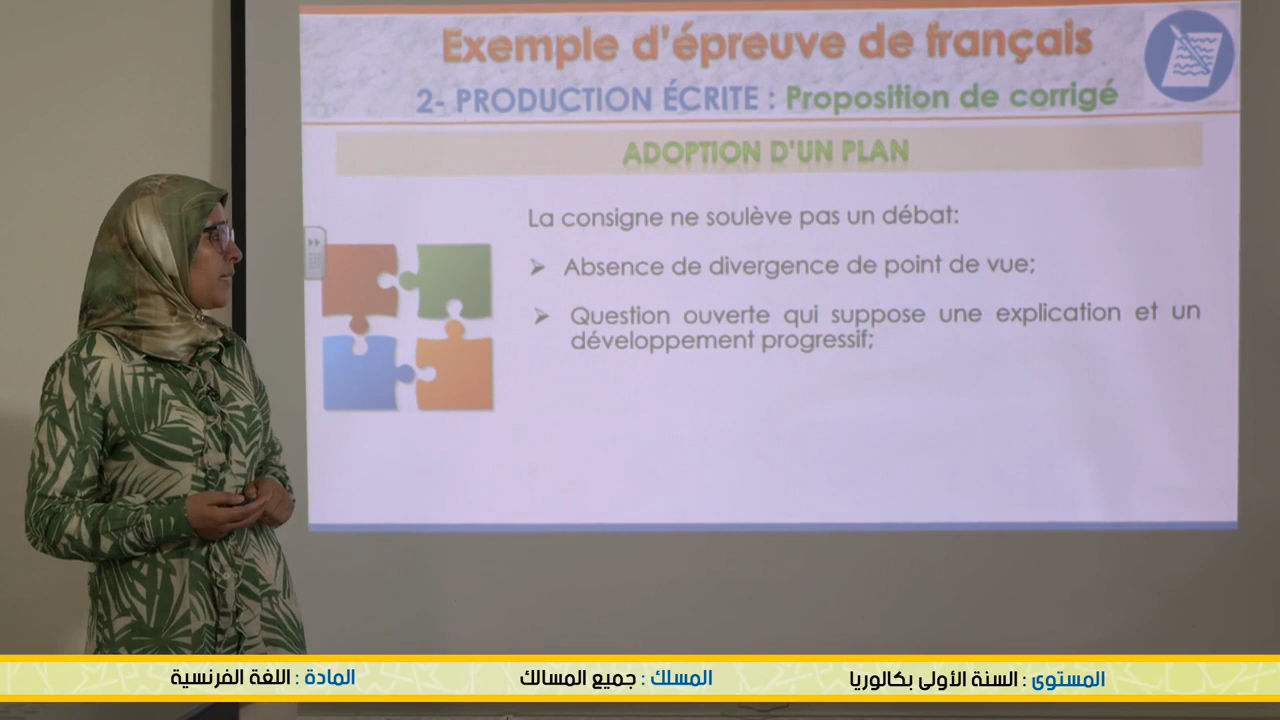 Exemple d'épreuve de français
2- PRODUCTION ÉCRITE : Proposition de corrigé
ADOPTION D'UN PLAN
La consigne ne soulève pas un débat:
➢ Absence de divergence de point de vue;
➢ Question ouverte qui suppose une explication et un
développement progressif;
المستوى : السنة الأولى بكالوريا المسلك : جميع المسالك المادة : اللغة الفرنسية